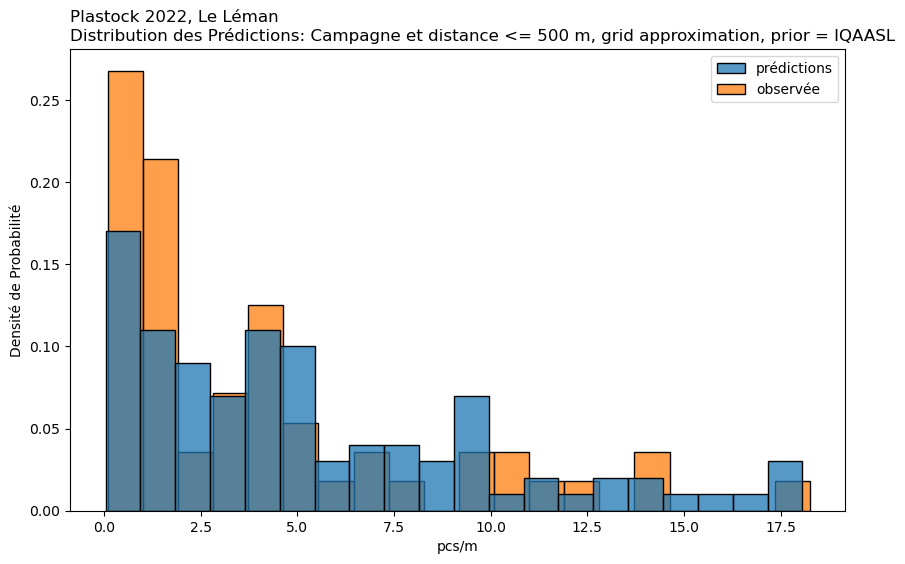 Plastock 2022, Le Léman
Distribution des Prédictions: Campagne et distance <= 500 m, grid approximation, prior = IQAASL
prédictions
observée
Densité de Probabilité
0.25
0.20
0.15
0.10
0.05
0.00
0.0 2.5 5.0 7.5 10.0 12.5 15.0 17.5
pcs/m